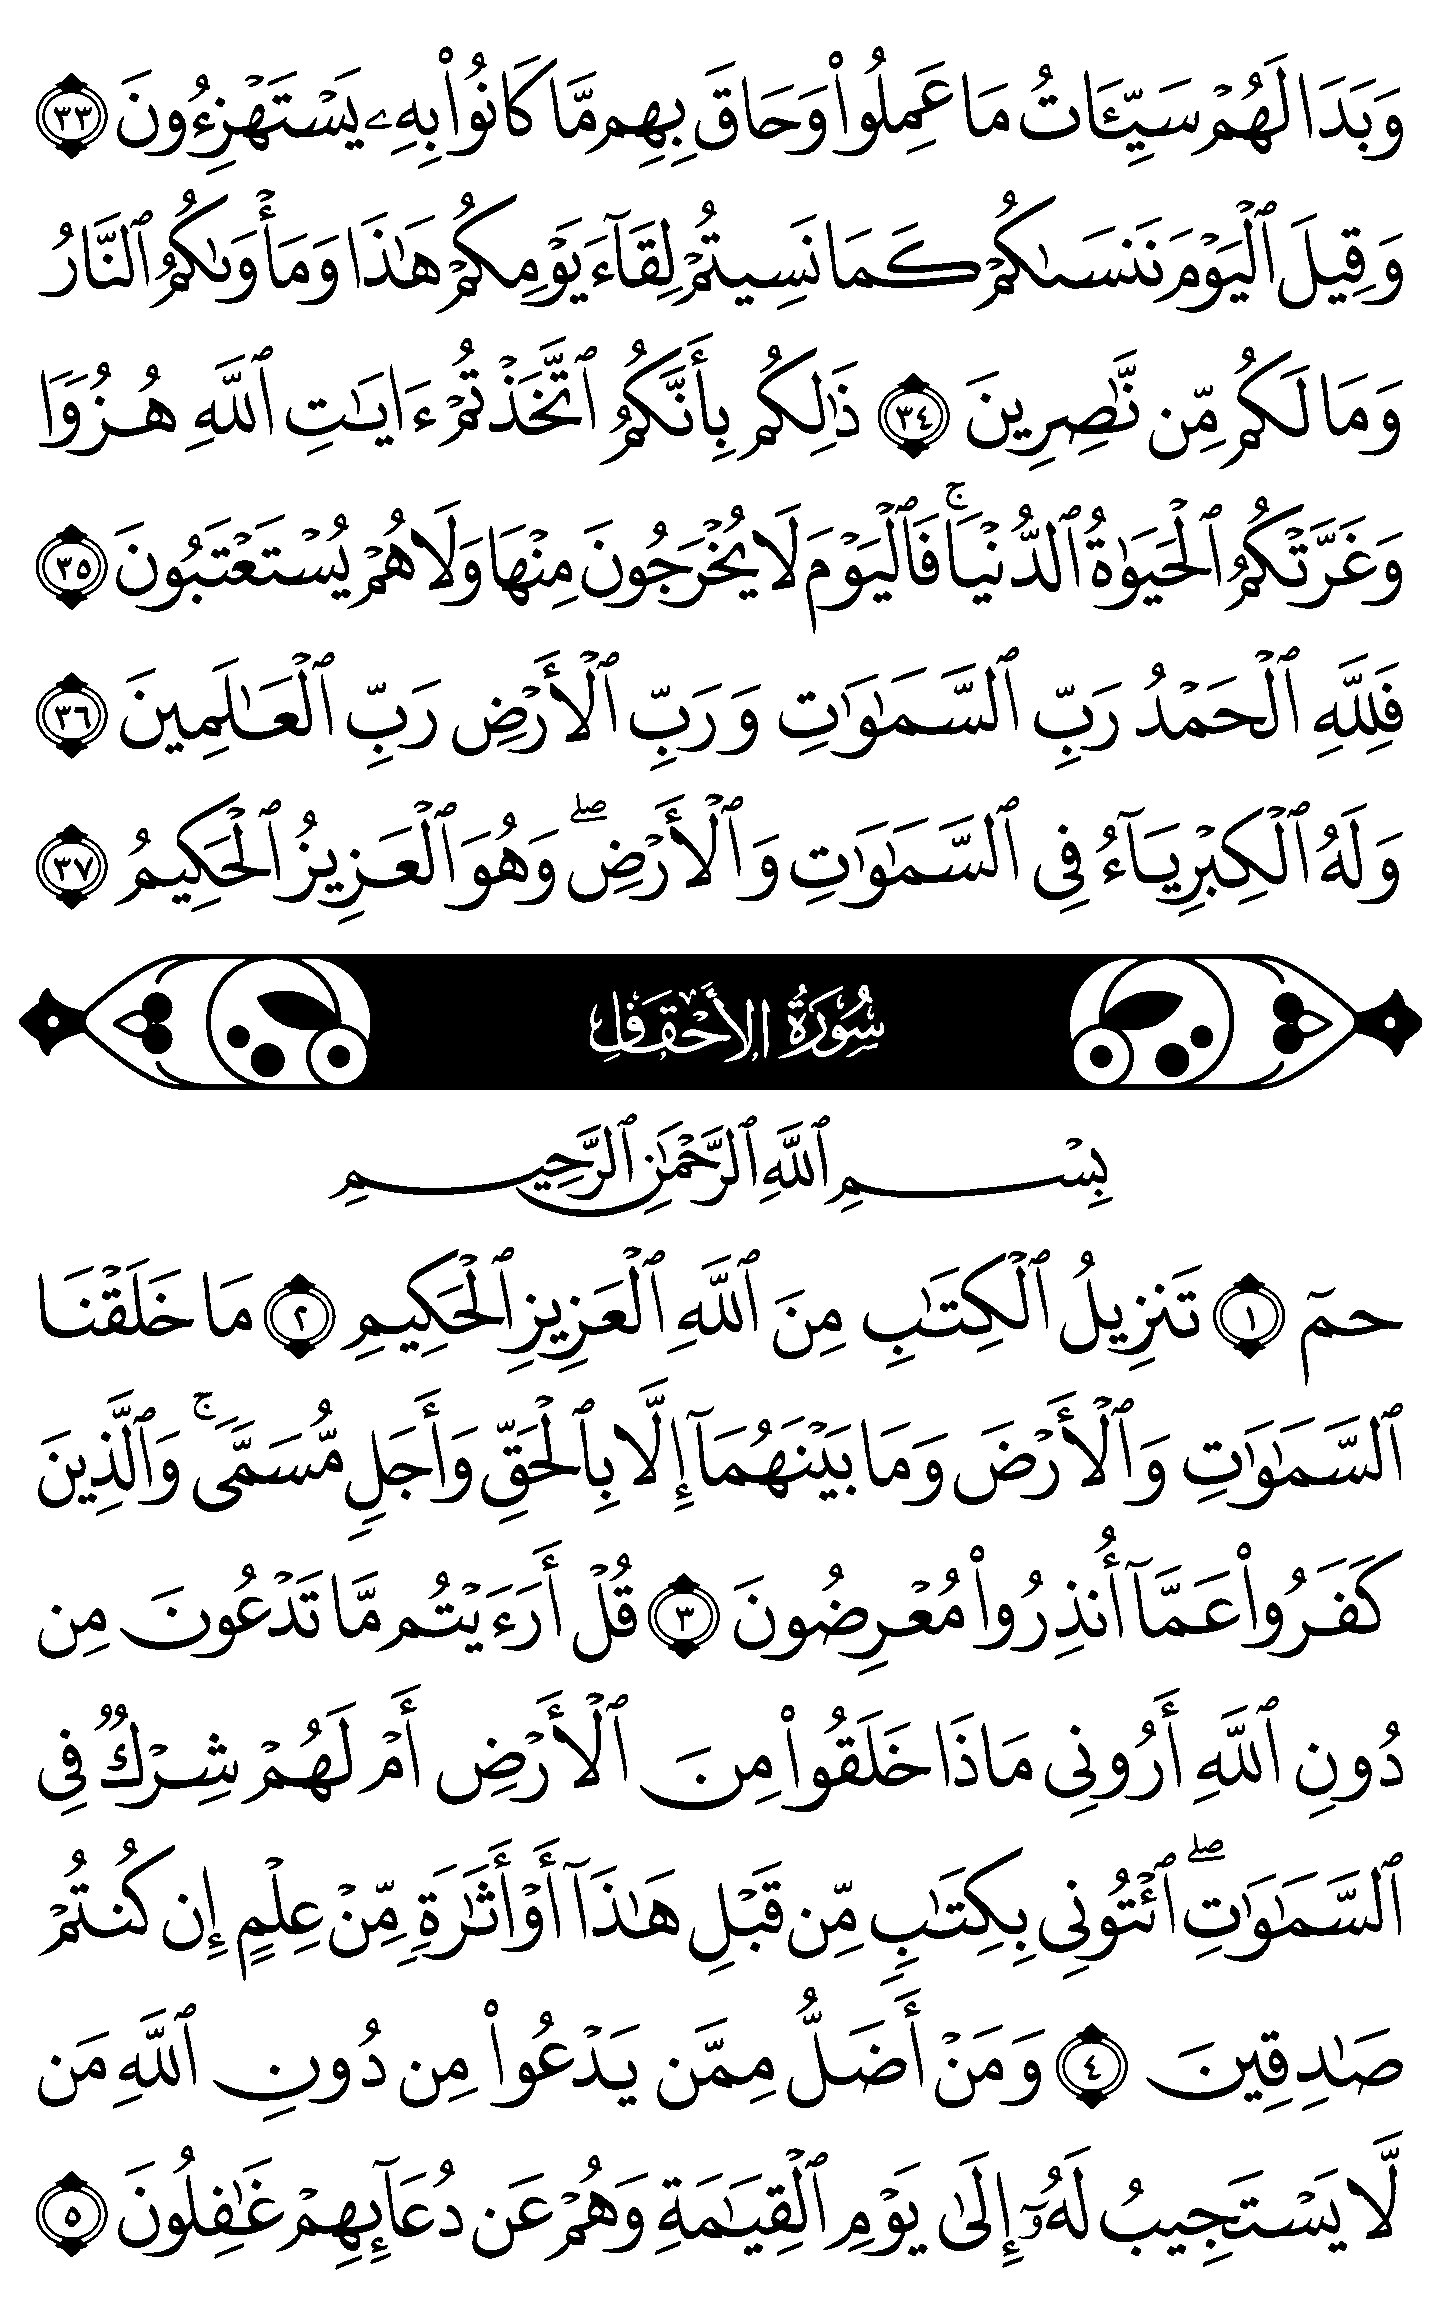 وَبَدَا لَهُمْ سَيِّـَٔاتُ مَا عَمِلُوا۟ وَحَاقَ بِهِم مَّا كَانُوا۟ بِهِۦ يَسْتَهْزِءُونَ ٣٣
وَقِيلَ ٱلْيَوْمَ نَنسَىٰكُمْ كَمَا نَسِيتُمْ لِقَآءَ يَوْمِكُمْ هَٰذَا وَمَأْوَىٰكُمُ ٱلنَّارُ
وَمَا لَكُم مِّن نَّٰصِرِينَ ٣٤ ذَٰلِكُم بِأَنَّكُمُ ٱتَّخَذْتُمْ ءَايَٰتِ ٱللَّهِ هُزُوًا
وَغَرَّتْكُمُ ٱلْحَيَوٰةُ ٱلدُّنْيَا ۚ فَٱلْيَوْمَ لَا يُخْرَجُونَ مِنْهَا وَلَا هُمْ يُسْتَعْتَبُونَ ٣٥
فَلِلَّهِ ٱلْحَمْدُ رَبِّ ٱلسَّمَٰوَٰتِ وَرَبِّ ٱلْأَرْضِ رَبِّ ٱلْعَٰلَمِينَ ٣٦
وَلَهُ ٱلْكِبْرِيَآءُ فِى ٱلسَّمَٰوَٰتِ وَٱلْأَرْضِ ۖ وَهُوَ ٱلْعَزِيزُ ٱلْحَكِيمُ ٣٧
سُورَةُ الأَحْقَافِ
بِسْمِ ٱللَّهِ ٱلرَّحْمَٰنِ ٱلرَّحِيمِ
حمٓ ١ تَنزِيلُ ٱلْكِتَٰبِ مِنَ ٱللَّهِ ٱلْعَزِيزِ ٱلْحَكِيمِ ٢ مَا خَلَقْنَا
ٱلسَّمَٰوَٰتِ وَٱلْأَرْضَ وَمَا بَيْنَهُمَآ إِلَّا بِٱلْحَقِّ وَأَجَلٍ مُّسَمًّى ۚ وَٱلَّذِينَ
كَفَرُوا۟ عَمَّآ أُنذِرُوا۟ مُعْرِضُونَ ٣ قُلْ أَرَءَيْتُم مَّا تَدْعُونَ مِن
دُونِ ٱللَّهِ أَرُونِى مَاذَا خَلَقُوا۟ مِنَ ٱلْأَرْضِ أَمْ لَهُمْ شِرْكٌ فِى
ٱلسَّمَٰوَٰتِ ۖ ٱئْتُونِى بِكِتَٰبٍ مِّن قَبْلِ هَٰذَآ أَوْ أَثَٰرَةٍ مِّنْ عِلْمٍ إِن كُنتُمْ
صَٰدِقِينَ ٤ وَمَنْ أَضَلُّ مِمَّن يَدْعُوا۟ مِن دُونِ ٱللَّهِ مَن
لَّا يَسْتَجِيبُ لَهُۥٓ إِلَىٰ يَوْمِ ٱلْقِيَٰمَةِ وَهُمْ عَن دُعَآئِهِمْ غَٰفِلُونَ ٥